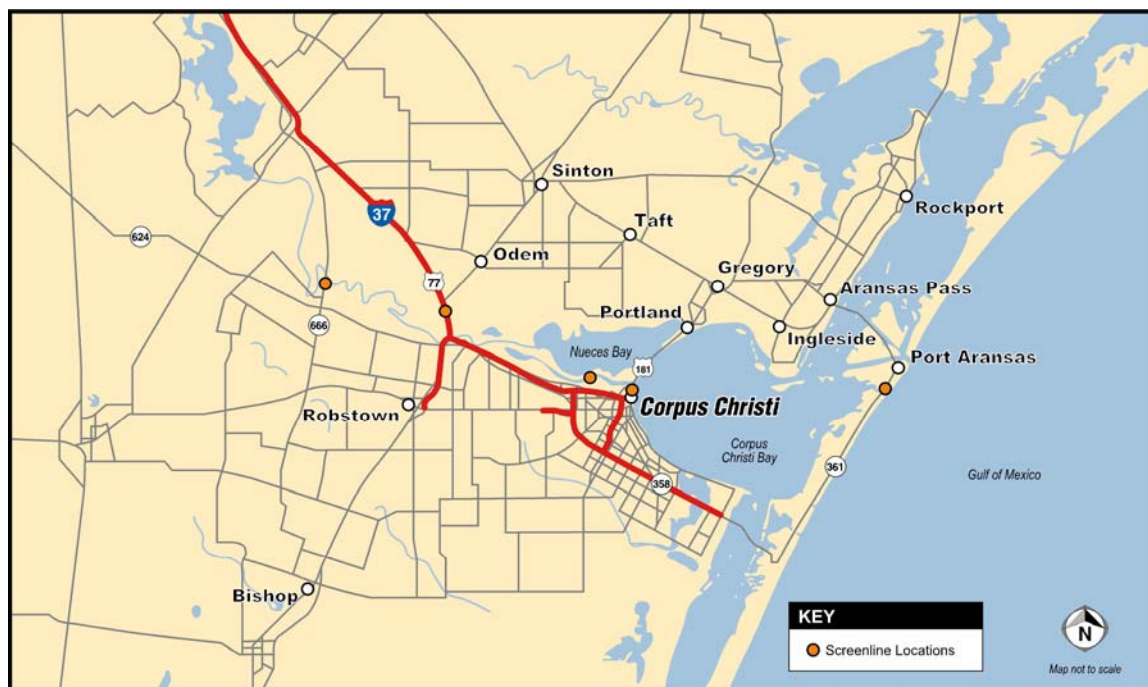 Sinton
37
Rockport
Taft
624
Odem
Gregory
77
Aransas Pass
Portland
666
Ingleside
Nueces Bay
181
Port Aransas
Robstown
Corpus Christi
Corpus
Christi Bay
361
Gulf of Mexico
358
Bishop
KEY
Screenline Locations
N
Map not to scale